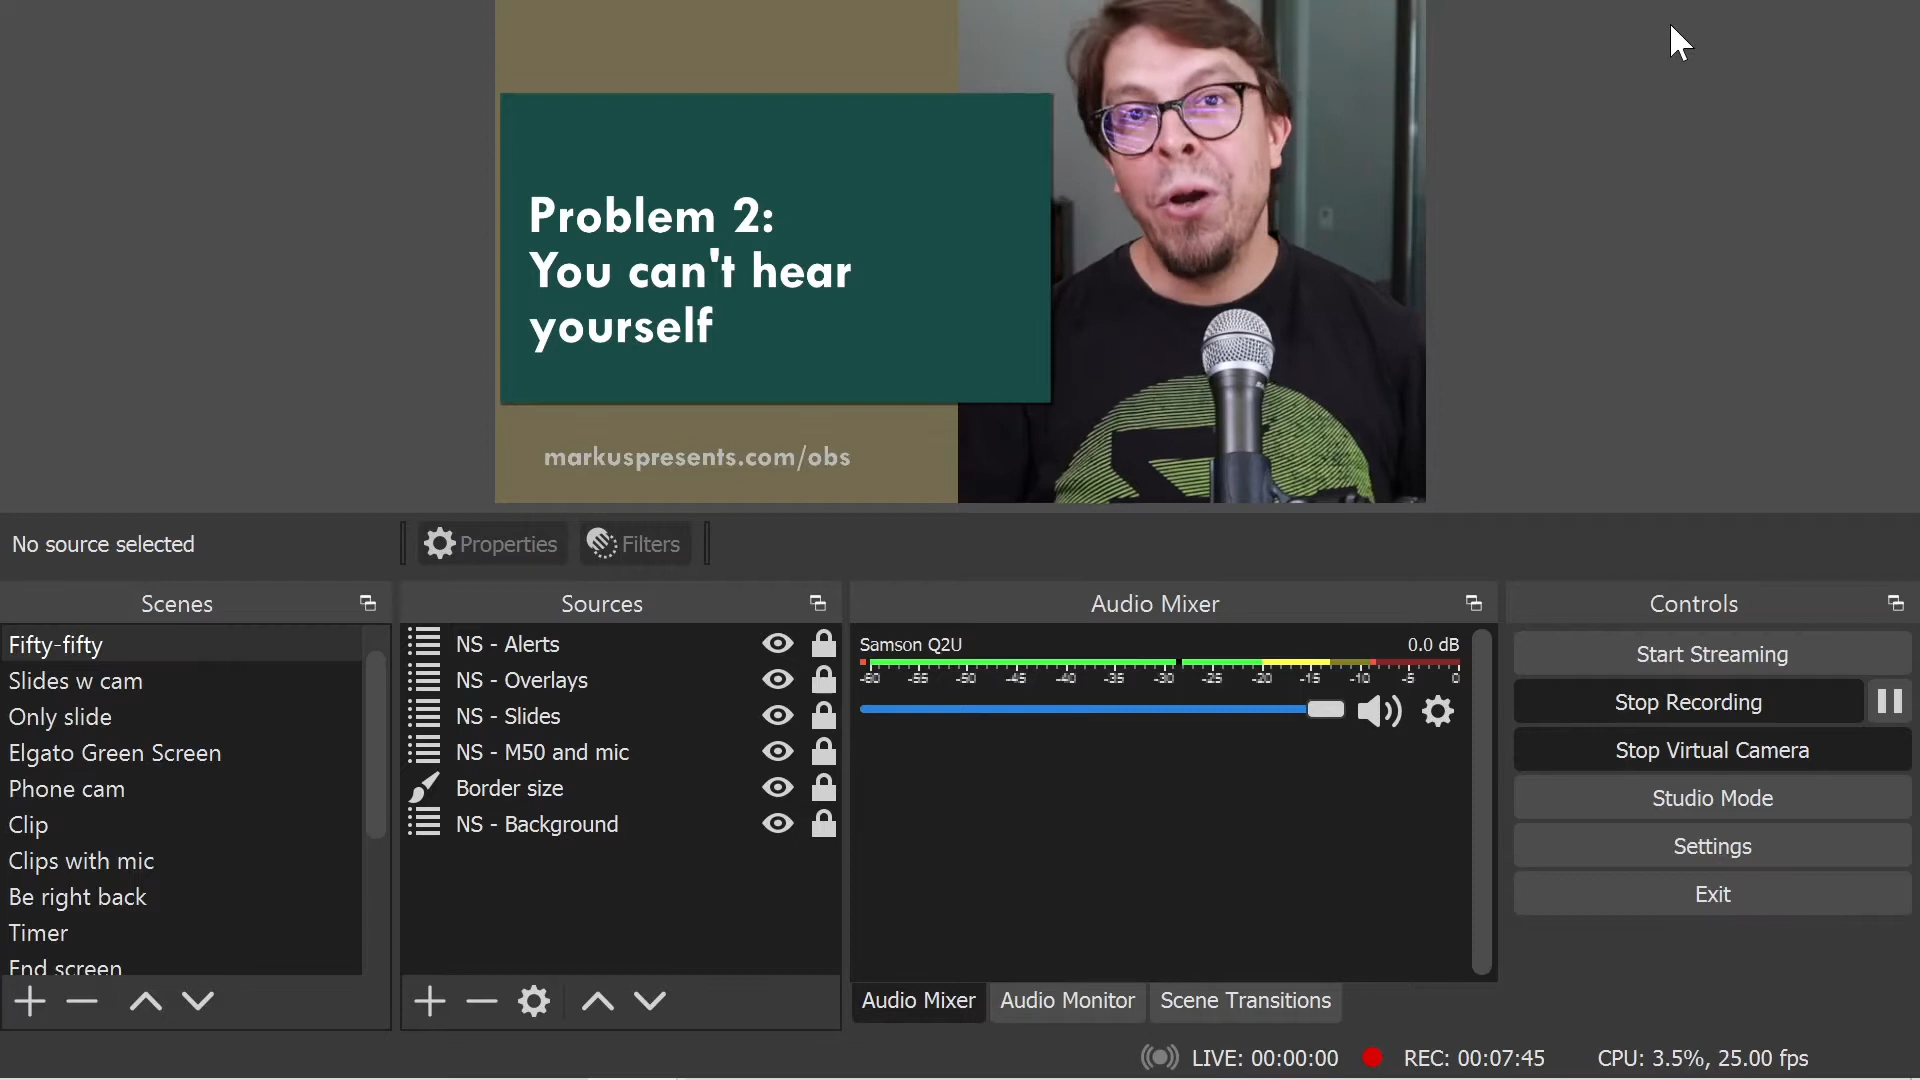 Problem 2:
You can't hear
yourself
markuspresents.com/obs
No source selected
Properties
Filters
Scenes
Fifty-fifty
Slides w cam
Only slide
Elgato Green Screen
Phone cam
Clip
Clips with mic
Be right back
Timer
End screen
Sources
NS - Alerts
NS - Overlays
NS - Slides
NS - M50 and mic
Border size
NS - Background
Audio Mixer
Samson Q2U 0.0 dB
-60 -55 -50 -45 -40 -35 -30 -25 -20 -15 -10 -5 0
Audio Mixer Audio Monitor Scene Transitions
Controls
Start Streaming
Stop Recording
Stop Virtual Camera
Studio Mode
Settings
Exit
LIVE: 00:00:00 REC: 00:07:45 CPU: 3.5%, 25.00 fps